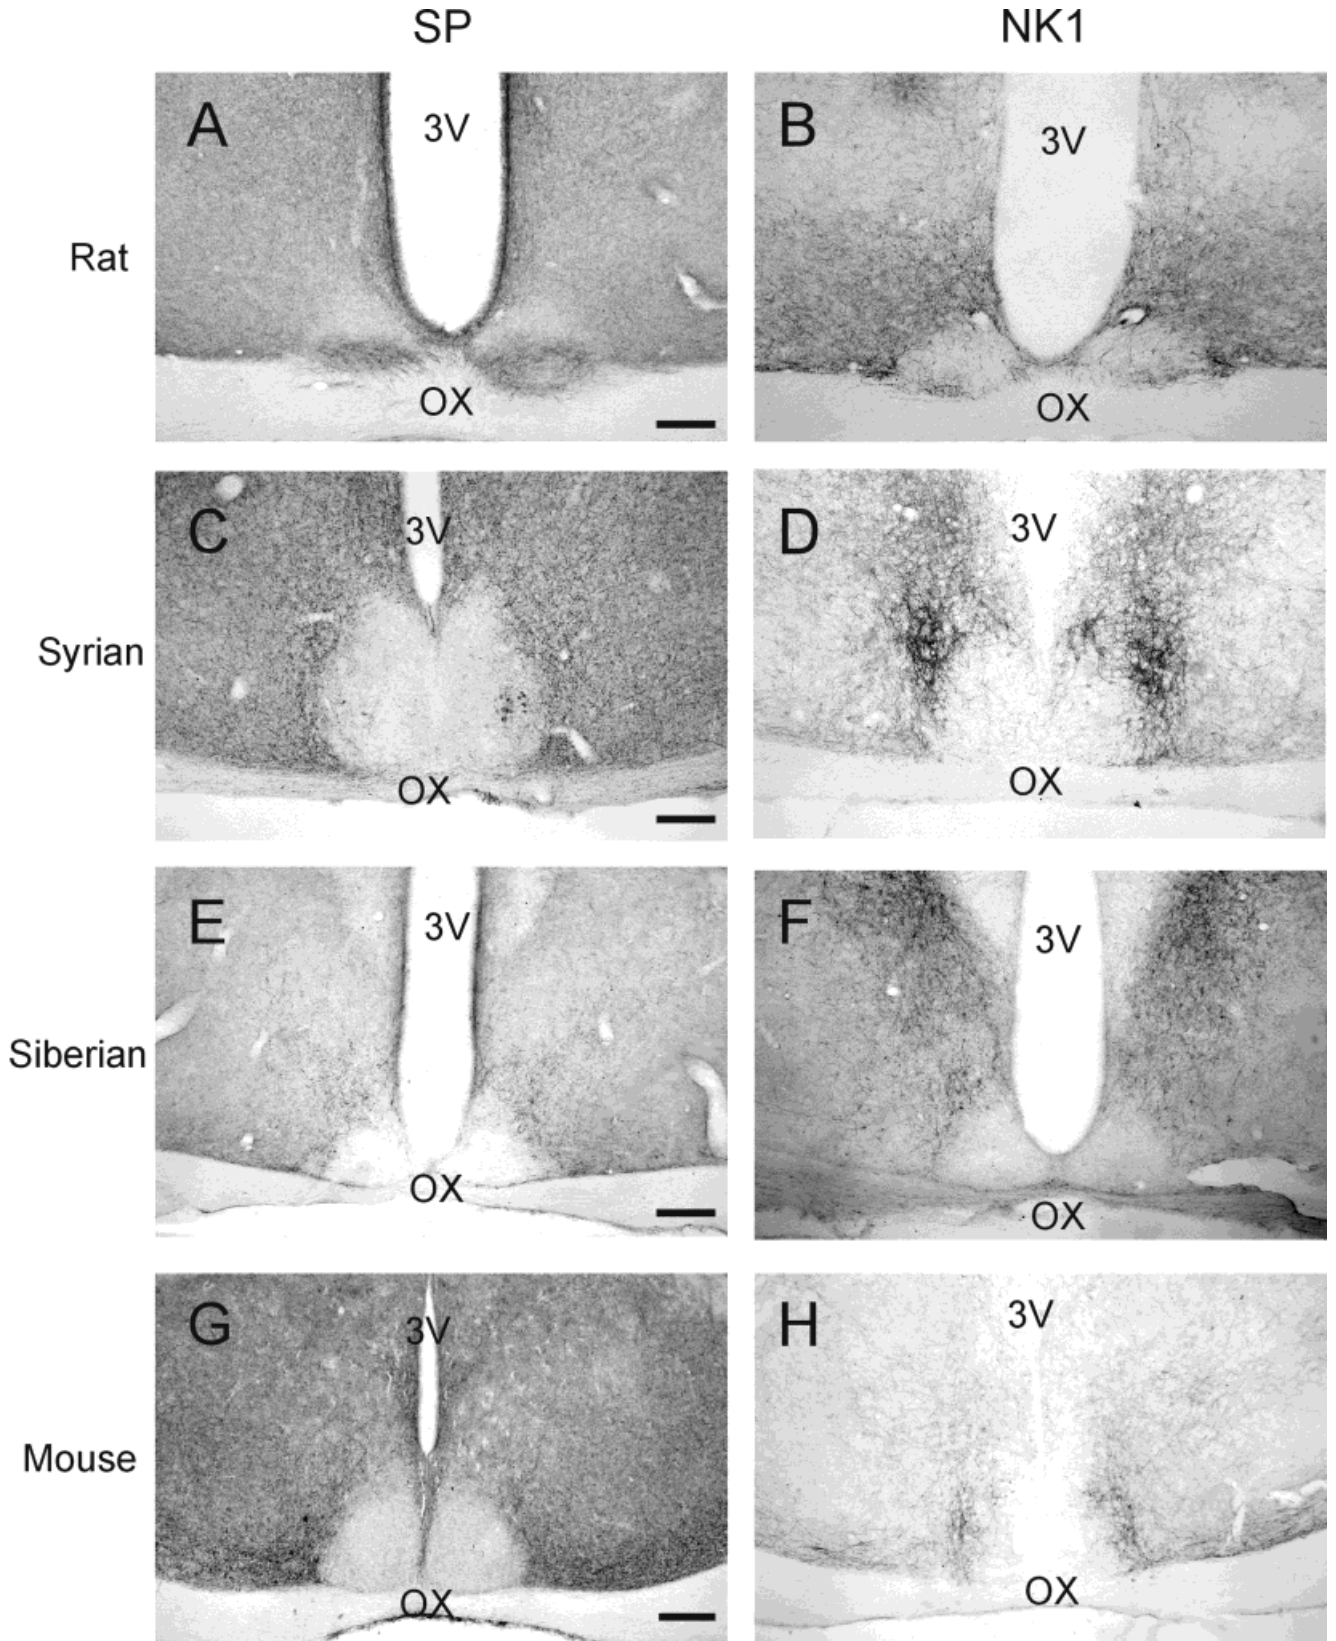 SP NK1
A 3V OX
B 3V OX
Rat
C 3V OX
D 3V OX
Syrian
E 3V OX
F 3V OX
Siberian
G 3V OX
H 3V OX
Mouse